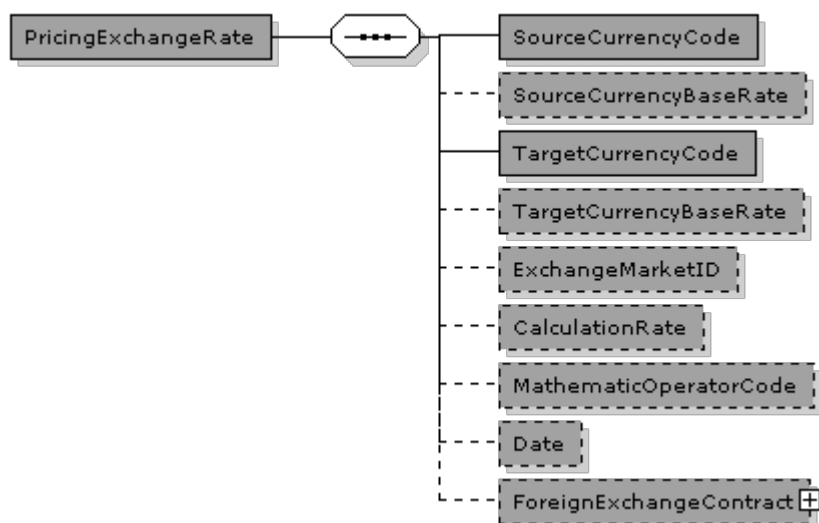 PricingExchangeRate
SourceCurrencyCode
SourceCurrencyBaseRate
TargetCurrencyCode
TargetCurrencyBaseRate
ExchangeMarketID
CalculationRate
MathematicOperatorCode
Date
ForeignExchangeContract